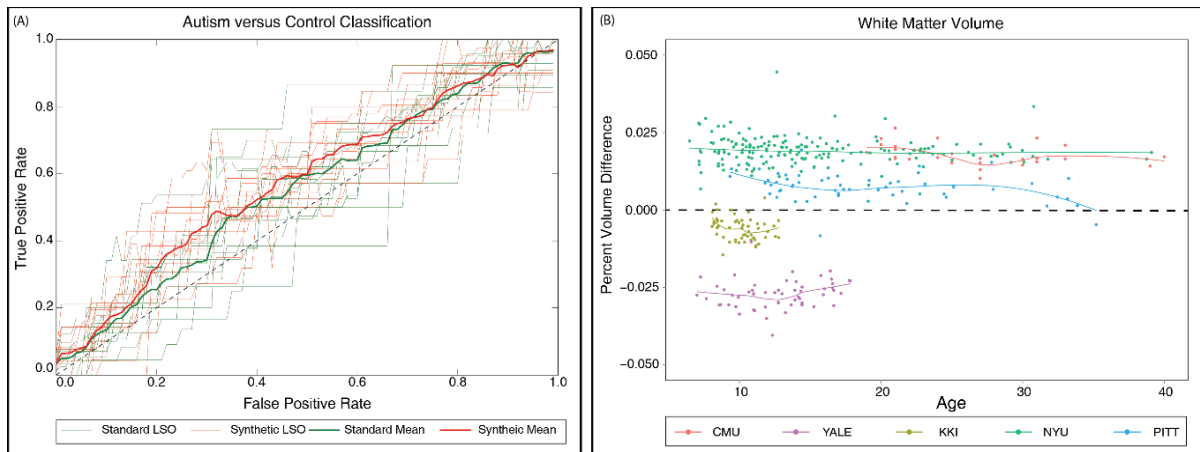 (A)
Autism versus Control Classification
1.0
0.8
0.6
0.4
0.2
0.0
True Positive Rate
0.0 0.2 0.4 0.6 0.8 1.0
False Positive Rate
Standard LSO Synthetic LSO Standard Mean Syntheic Mean
(B)
White Matter Volume
0.050
0.025
0.000
−0.025
−0.050
Percent Volume Difference
10 20 30 40
Age
CMU YALE KKI NYU PITT